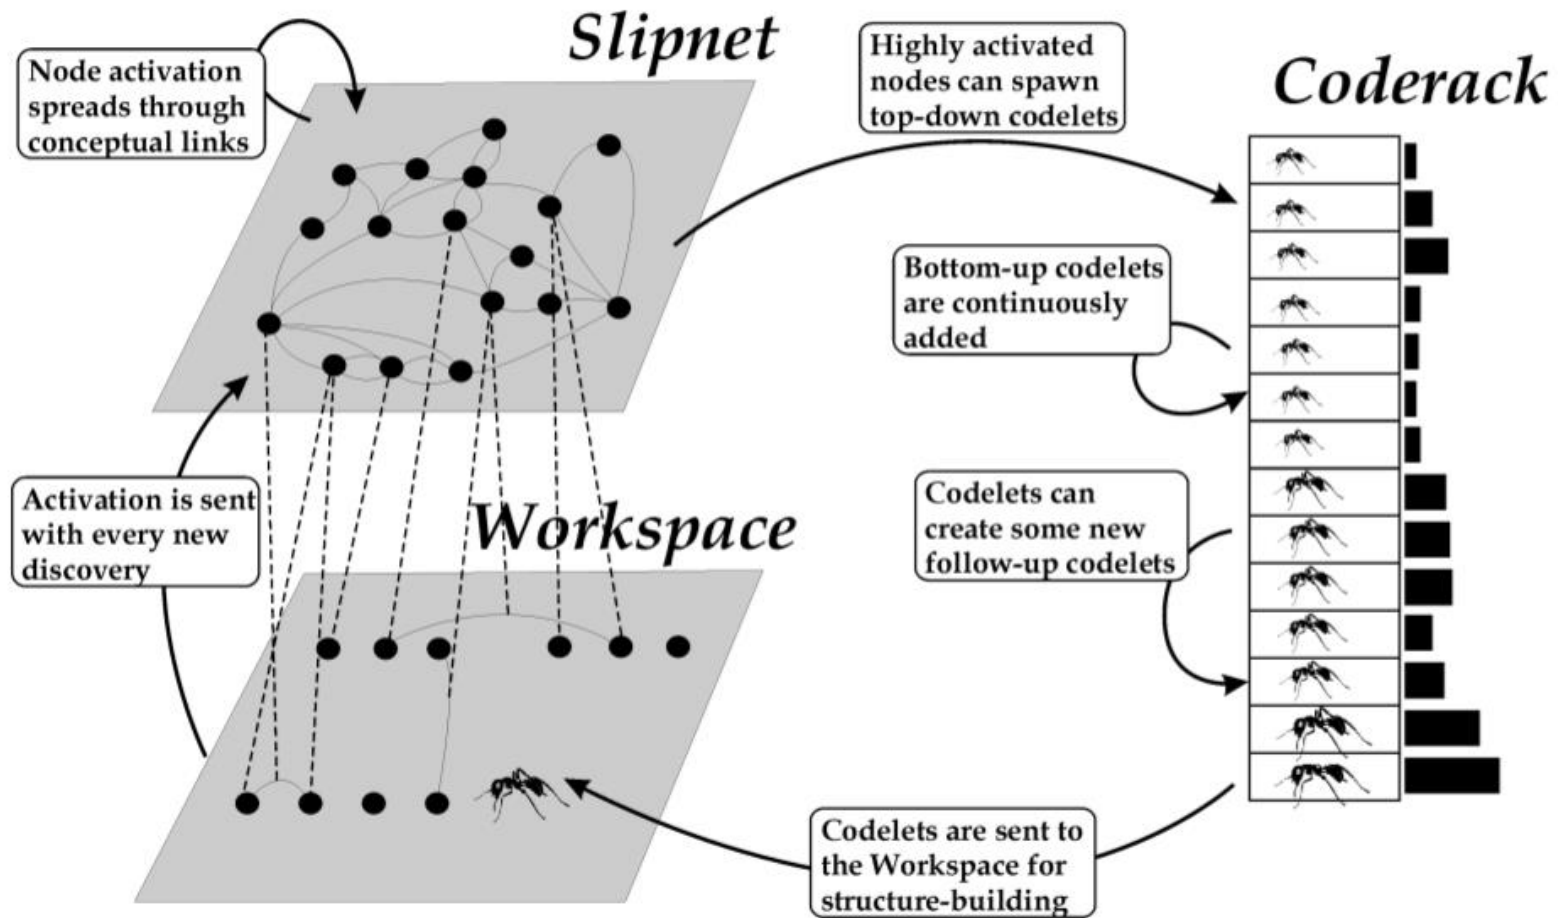 Slipnet
Coderack
Node activation
spreads through
conceptual links
Highly activated
nodes can spawn
top-down codelets
Bottom-up codelets
are continuously
added
Activation is sent
with every new
discovery
Workspace
Codelets can
create some new
follow-up codelets
Codelets are sent to
the Workspace for
structure-building